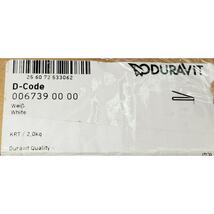 DURAVIT
25 60 72 533062
D-Code
006739 00 00
Weiß
White
KRT / 2,0kg
Duravit Quality